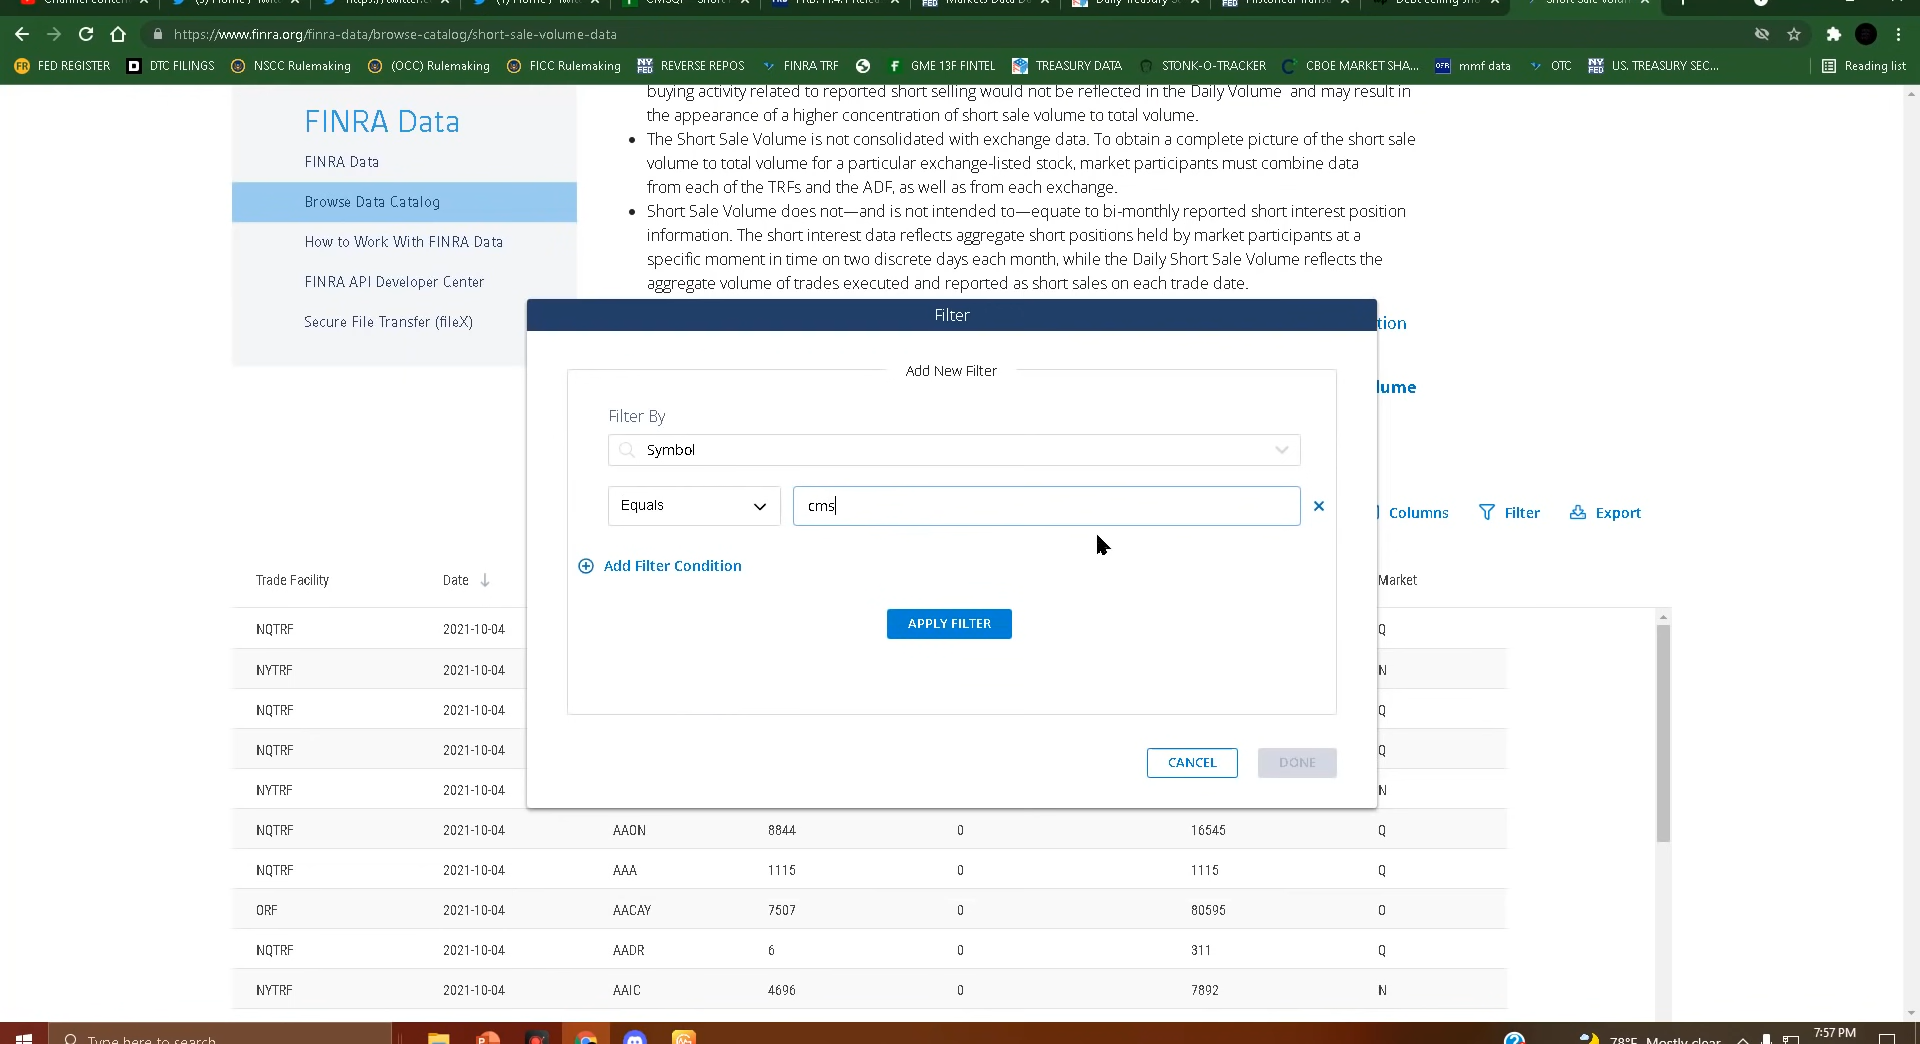 https://www.finra.org/finra-data/browse-catalog/short-sale-volume-data
FED REGISTER DTC FILINGS NSCC Rulemaking (OCC) Rulemaking FICC Rulemaking REVERSE REPOS FINRA TRF GME 13F FINTEL TREASURY DATA STONK-O-TRACKER CBOE MARKET SHA... mmf data OTC US. TREASURY SEC... Reading list
buying activity related to reported short selling would not be reflected in the Daily Volume and may result in
the appearance of a higher concentration of short sale volume to total volume.
• The Short Sale Volume is not consolidated with exchange data. To obtain a complete picture of the short sale
volume to total volume for a particular exchange-listed stock, market participants must combine data
from each of the TRFs and the ADF, as well as from each exchange.
• Short Sale Volume does not—and is not intended to—equate to bi-monthly reported short interest position
information. The short interest data reflects aggregate short positions held by market participants at a
specific moment in time on two discrete days each month, while the Daily Short Sale Volume reflects the
aggregate volume of trades executed and reported as short sales on each trade date.
FINRA Data
FINRA Data
Browse Data Catalog
How to Work With FINRA Data
FINRA API Developer Center
Secure File Transfer (fileX)
tion
lume
Filter
Add New Filter
Filter By
Symbol
Equals cms
Add Filter Condition
APPLY FILTER
CANCEL DONE
Columns Filter Export
Trade Facility Date Market
NQTRF 2021-10-04 Q
NYTRF 2021-10-04 N
NQTRF 2021-10-04 Q
NQTRF 2021-10-04 Q
NYTRF 2021-10-04 N
NQTRF 2021-10-04 AAON 8844 0 16545 Q
NQTRF 2021-10-04 AAA 1115 0 1115 Q
ORF 2021-10-04 AACAY 7507 0 80595 O
NQTRF 2021-10-04 AADR 6 0 311 Q
NYTRF 2021-10-04 AAIC 4696 0 7892 N
Type here to search 78°F Mostly clear 7:57 PM